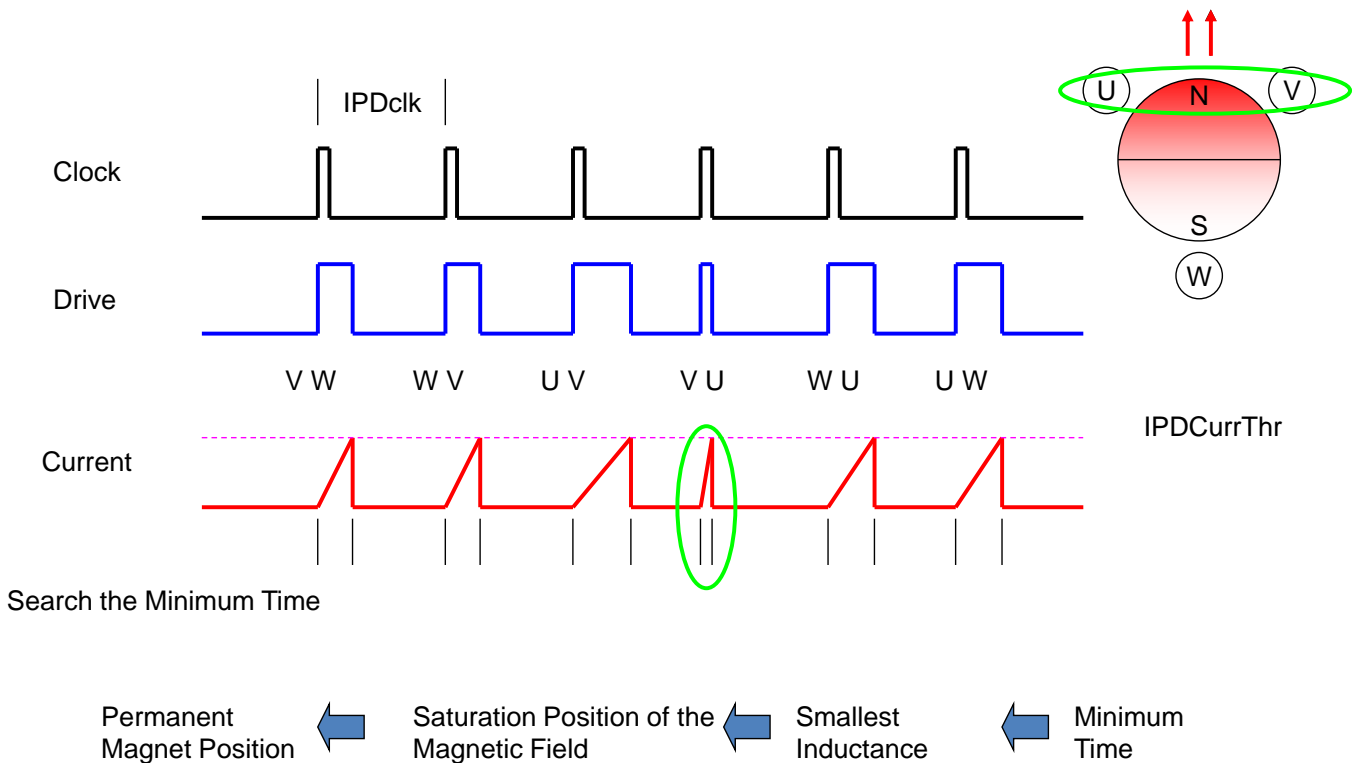 IPDclk
U
N
V
Clock
S
W
Drive
V W
W V
U V
V U
W U
U W
IPDCurrThr
Current
Search the Minimum Time
Permanent
Magnet Position
Saturation Position of the
Magnetic Field
Smallest
Inductance
Minimum
Time